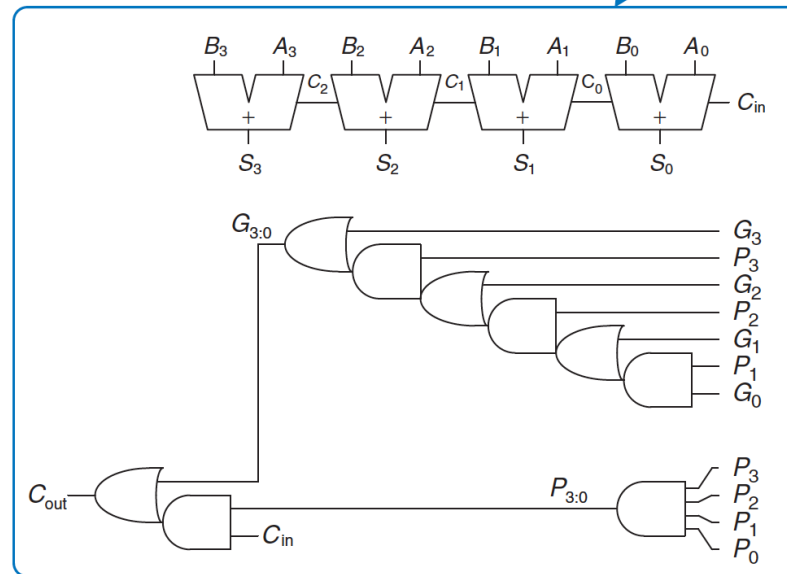 B3 A3 B2 A2 B1 A1 B0 A0
C2 C1 C0 Cin
+ + + +
S3 S2 S1 S0
G3:0 G3
P3
G2
P2
G1
P1
G0
P3
Cout P3:0 P2
Cin P1
P0